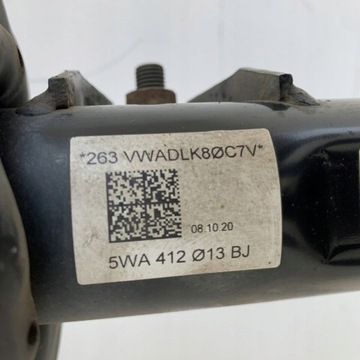 *263 VWADLK8ØC7V*
08.10.20
5WA 412 Ø13 BJ